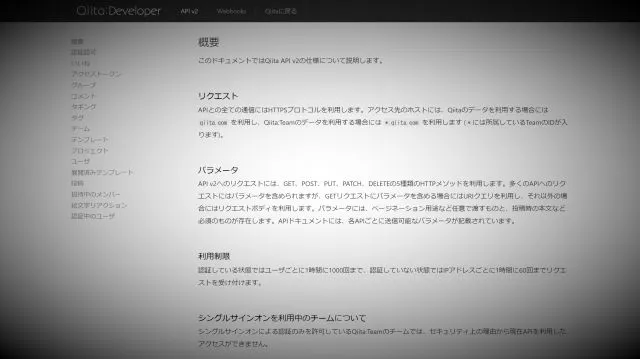 Qiita:Developer
API v2
Webhooks
Qiitaに戻る
概要
認証認可
いいね
アクセストークン
グループ
コメント
タギング
タグ
チーム
テンプレート
プロジェクト
ユーザ
展開済みテンプレート
投稿
招待中のメンバー
絵文字リアクション
認証中のユーザ
概要
このドキュメントではQiita API v2の仕様について説明します。
リクエスト
APIとの全ての通信にはHTTPSプロトコルを利用します。アクセス先のホストには、Qiitaのデータを利用する場合には
qiita.com を利用し、Qiita:Teamのデータを利用する場合には *.qiita.com を利用します (* には所属しているTeamのIDが入
ります)。
パラメータ
API v2へのリクエストには、GET、POST、PUT、PATCH、DELETEの5種類のHTTPメソッドを利用します。多くのAPIへのリク
エストにはパラメータを含められますが、GETリクエストにパラメータを含める場合にはURIクエリを利用し、それ以外の場
合にはリクエストボディを利用します。パラメータには、ページネーション用途など任意で渡すものと、投稿時の本文など
必須のものが存在します。APIドキュメントには、各APIごとに送信可能なパラメータが記載されています。
利用制限
認証している状態ではユーザごとに1時間に1000回まで、認証していない状態ではIPアドレスごとに1時間に60回までリクエ
ストを受け付けます。
シングルサインオンを利用中のチームについて
シングルサインオンによる認証のみを許可しているQiita:Teamのチームでは、セキュリティ上の理由から現在APIを利用した
アクセスができません。